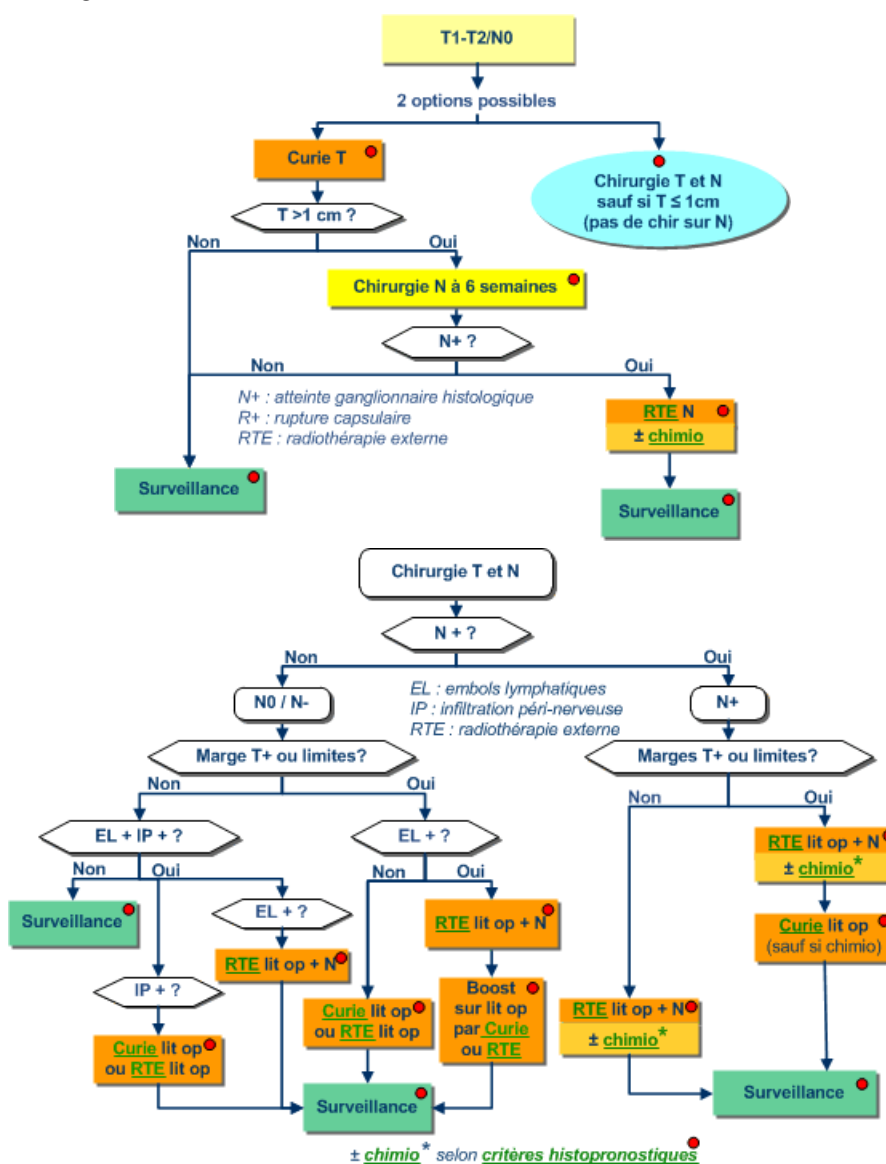 T1-T2/N0
2 options possibles
Curie T
Chirurgie T et N
sauf si T ≤ 1cm
(pas de chir sur N)
T >1 cm ?
Non
Oui
Chirurgie N à 6 semaines
N+ ?
Non
Oui
N+ : atteinte ganglionnaire histologique
R+ : rupture capsulaire
RTE : radiothérapie externe
RTE N
± chimio
Surveillance
Surveillance
Chirurgie T et N
N + ?
Non
Oui
N0 / N-
EL : embols lymphatiques
IP : infiltration péri-nerveuse
RTE : radiothérapie externe
N+
Marge T+ ou limites?
Marges T+ ou limites?
Non
Oui
Non
Oui
EL + IP + ?
EL + ?
RTE lit op + N
± chimio*
Non
Oui
Non
Oui
Surveillance
EL + ?
RTE lit op + N
Curie lit op
(sauf si chimio)
RTE lit op + N
IP + ?
Curie lit op
ou RTE lit op
Boost
sur lit op
par Curie
ou RTE
RTE lit op + N
± chimio*
Curie lit op
ou RTE lit op
Surveillance
Surveillance
± chimio* selon critères histopronostiques